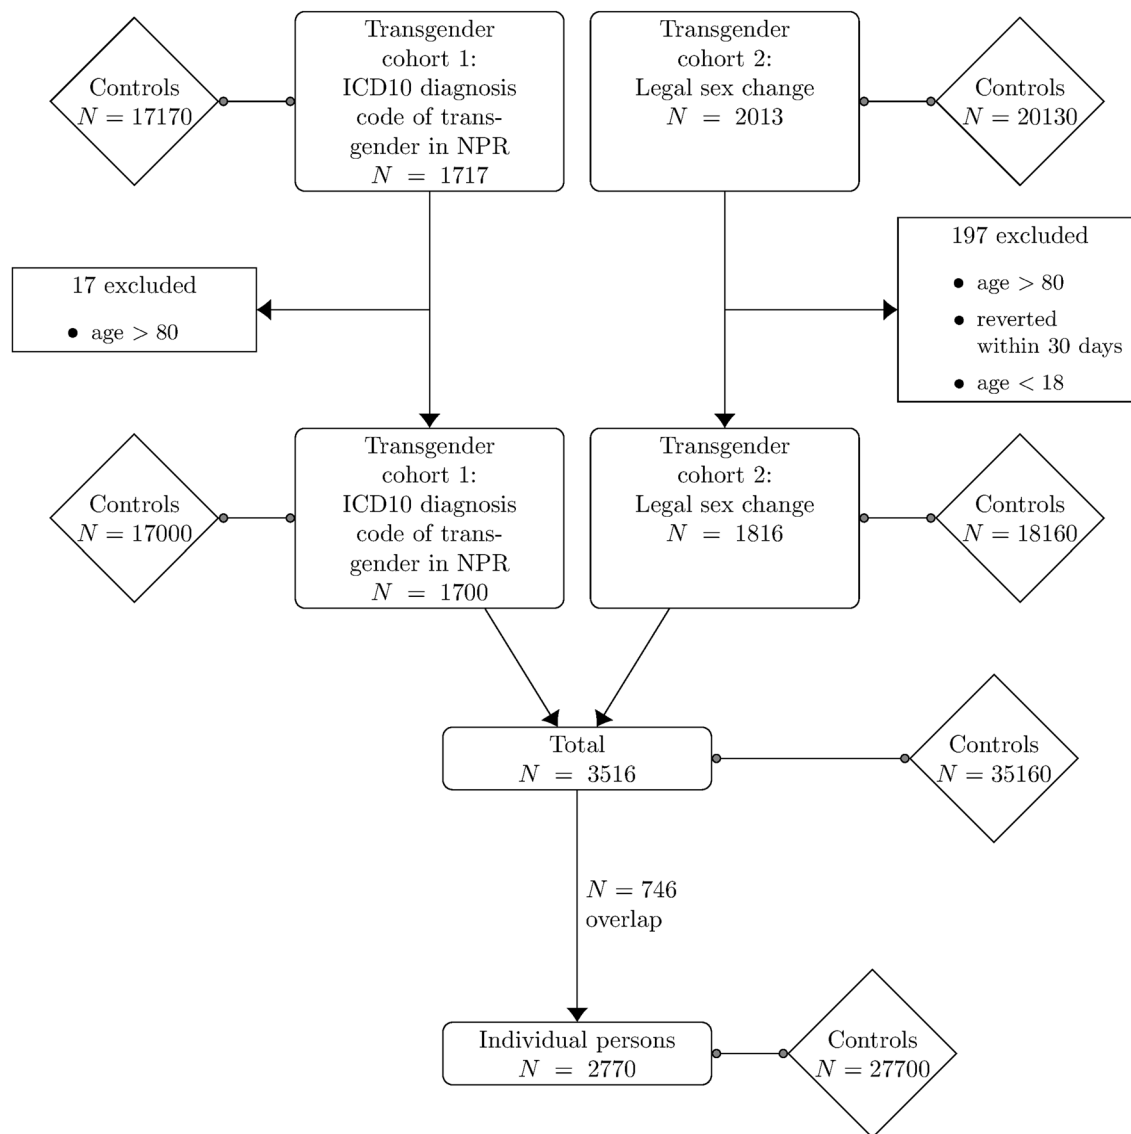 Controls
N = 17170
Transgender
cohort 1:
ICD10 diagnosis
code of trans-
gender in NPR
N = 1717
Transgender
cohort 2:
Legal sex change
N = 2013
Controls
N = 20130
17 excluded
• age > 80
197 excluded
• age > 80
• reverted
within 30 days
• age < 18
Controls
N = 17000
Transgender
cohort 1:
ICD10 diagnosis
code of trans-
gender in NPR
N = 1700
Transgender
cohort 2:
Legal sex change
N = 1816
Controls
N = 18160
Total
N = 3516
Controls
N = 35160
N = 746
overlap
Individual persons
N = 2770
Controls
N = 27700